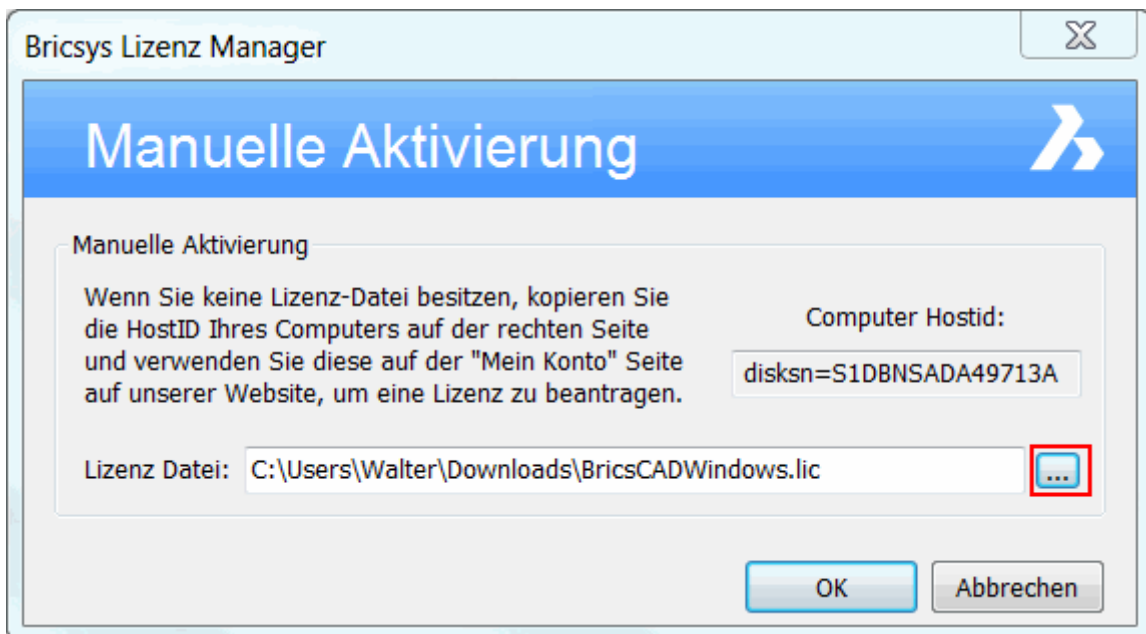 Bricsys Lizenz Manager
Manuelle Aktivierung
Manuelle Aktivierung
Wenn Sie keine Lizenz-Datei besitzen, kopieren Sie
die HostID Ihres Computers auf der rechten Seite
und verwenden Sie diese auf der "Mein Konto" Seite
auf unserer Website, um eine Lizenz zu beantragen.
Computer Hostid:
disksn=S1DBNSADA49713A
Lizenz Datei: C:\Users\Walter\Downloads\BricsCADWindows.lic ...
OK Abbrechen